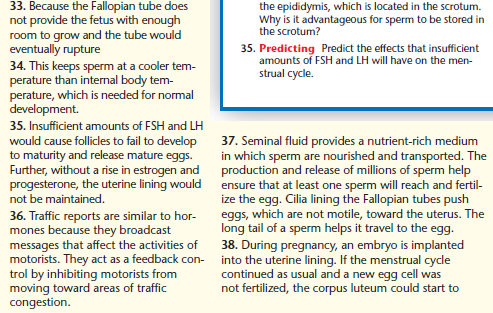 33. Because the Fallopian tube does
not provide the fetus with enough
room to grow and the tube would
eventually rupture
34. This keeps sperm at a cooler tem-
perature than internal body tem-
perature, which is needed for normal
development.
35. Insufficient amounts of FSH and LH
would cause follicles to fail to develop
to maturity and release mature eggs.
Further, without a rise in estrogen and
progesterone, the uterine lining would
not be maintained.
36. Traffic reports are similar to hor-
mones because they broadcast
messages that affect the activities of
motorists. They act as a feedback con-
trol by inhibiting motorists from
moving toward areas of traffic
congestion.
the epididymis, which is located in the scrotum.
Why is it advantageous for sperm to be stored in
the scrotum?
35. Predicting Predict the effects that insufficient
amounts of FSH and LH will have on the men-
strual cycle.
37. Seminal fluid provides a nutrient-rich medium
in which sperm are nourished and transported. The
production and release of millions of sperm help
ensure that at least one sperm will reach and fertil-
ize the egg. Cilia lining the Fallopian tubes push
eggs, which are not motile, toward the uterus. The
long tail of a sperm helps it travel to the egg.
38. During pregnancy, an embryo is implanted
into the uterine lining. If the menstrual cycle
continued as usual and a new egg cell was
not fertilized, the corpus luteum could start to